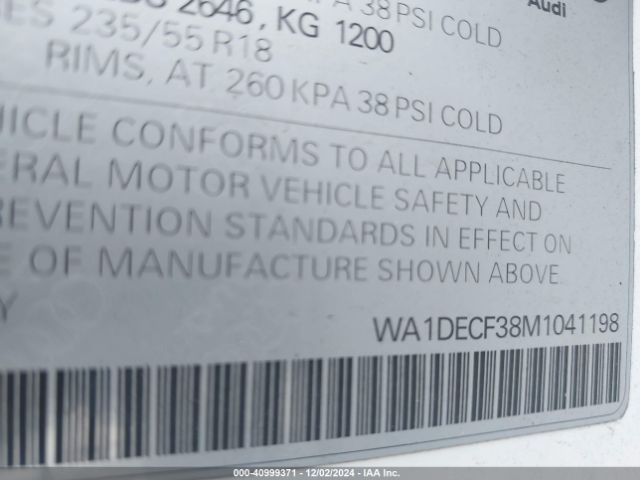 2646, KG 1200
KPA 38 PSI COLD
Audi
235/55 R18
RIMS, AT 260 KPA 38 PSI COLD
CONFORMS TO ALL APPLICABLE
MOTOR VEHICLE SAFETY AND
STANDARDS IN EFFECT ON
OF MANUFACTURE SHOWN ABOVE
WA1DECF38M1041198
000-40999371 • 12/02/2024 • IAA Inc.